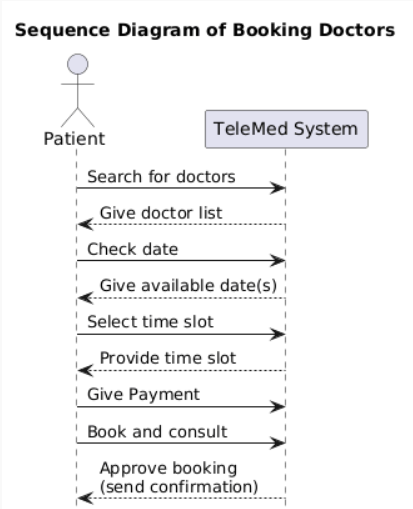 Sequence Diagram of Booking Doctors
Patient
TeleMed System
Search for doctors
Give doctor list
Check date
Give available date(s)
Select time slot
Provide time slot
Give Payment
Book and consult
Approve booking
(send confirmation)